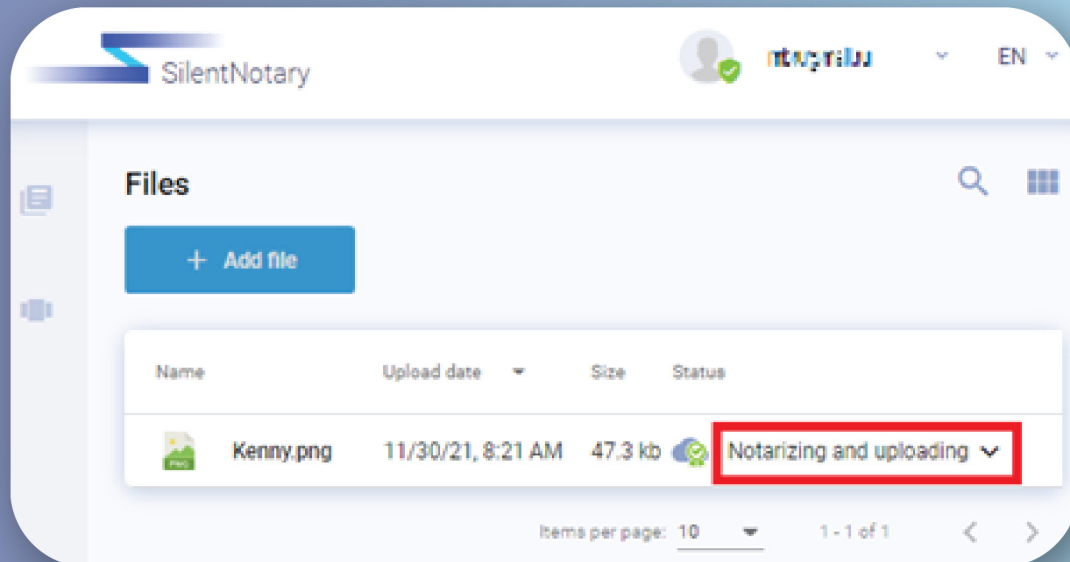 SilentNotary
EN
Files
+ Add file
Name Upload date Size Status
PNG Kenny.png 11/30/21, 8:21 AM 47.3 kb Notarizing and uploading
Items per page: 10 1 - 1 of 1